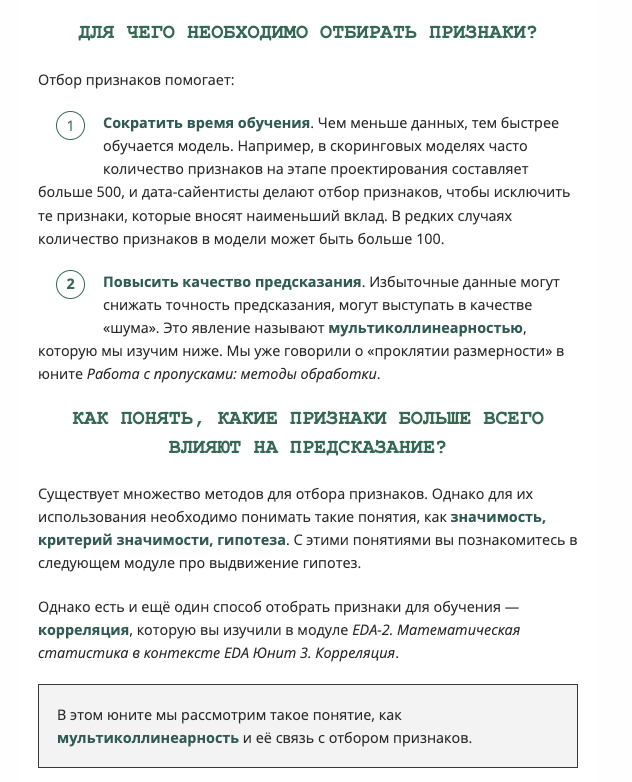 ДЛЯ ЧЕГО НЕОБХОДИМО ОТБИРАТЬ ПРИЗНАКИ?
Отбор признаков помогает:
1 Сократить время обучения. Чем меньше данных, тем быстрее
обучается модель. Например, в скоринговых моделях часто
количество признаков на этапе проектирования составляет
больше 500, и дата-сайентисты делают отбор признаков, чтобы исключить
те признаки, которые вносят наименьший вклад. В редких случаях
количество признаков в модели может быть больше 100.
2 Повысить качество предсказания. Избыточные данные могут
снижать точность предсказания, могут выступать в качестве
«шума». Это явление называют мультиколлинеарностью,
которую мы изучим ниже. Мы уже говорили о «проклятии размерности» в
юните Работа с пропусками: методы обработки.
КАК ПОНЯТЬ, КАКИЕ ПРИЗНАКИ БОЛЬШЕ ВСЕГО
ВЛИЯЮТ НА ПРЕДСКАЗАНИЕ?
Существует множество методов для отбора признаков. Однако для их
использования необходимо понимать такие понятия, как значимость,
критерий значимости, гипотеза. С этими понятиями вы познакомитесь в
следующем модуле про выдвижение гипотез.
Однако есть и ещё один способ отобрать признаки для обучения —
корреляция, которую вы изучили в модуле EDA-2. Математическая
статистика в контексте EDA Юнит 3. Корреляция.
В этом юните мы рассмотрим такое понятие, как
мультиколлинеарность и её связь с отбором признаков.